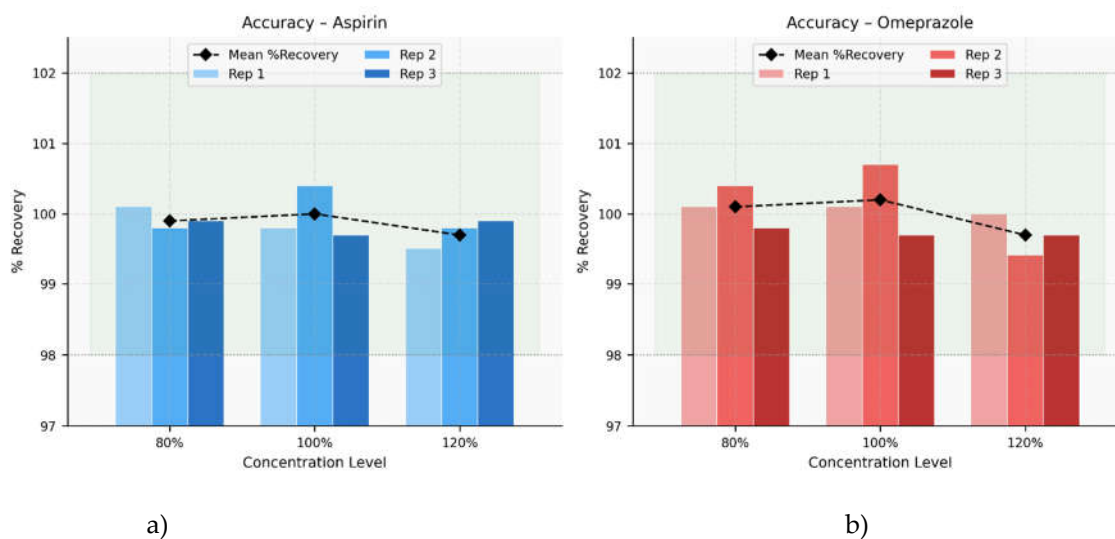 Accuracy – Aspirin
Mean %Recovery
Rep 1
Rep 2
Rep 3
% Recovery
102
101
100
99
98
97
80%
100%
120%
Concentration Level
a)
Accuracy – Omeprazole
Mean %Recovery
Rep 1
Rep 2
Rep 3
% Recovery
102
101
100
99
98
97
80%
100%
120%
Concentration Level
b)